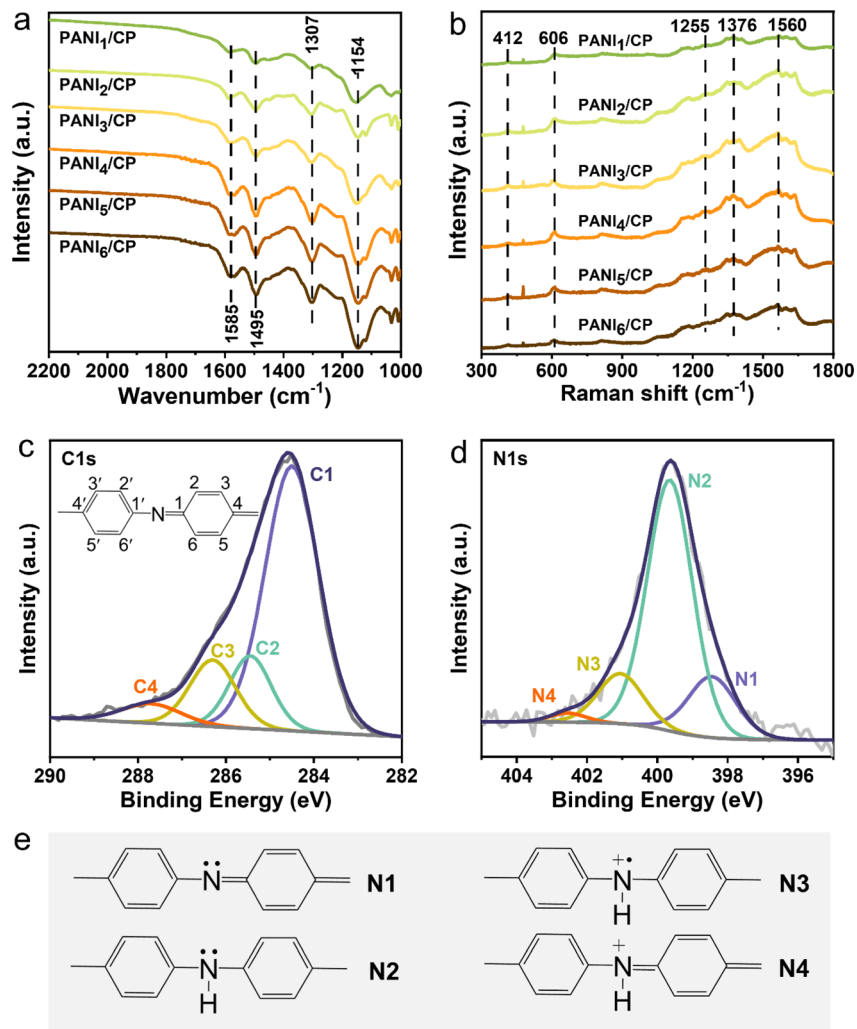 a
PANI1/CP
PANI2/CP
PANI3/CP
PANI4/CP
PANI5/CP
PANI6/CP
1307
1154
1585
1495
Intensity (a.u.)
2200 2000 1800 1600 1400 1200 1000
Wavenumber (cm-1)
b
412 606 1255 1376 1560
PANI1/CP
PANI2/CP
PANI3/CP
PANI4/CP
PANI5/CP
PANI6/CP
Intensity (a.u.)
300 600 900 1200 1500 1800
Raman shift (cm-1)
c
C1s
3′ 2′ 2 3
4′ 1′ N 1 4
5′ 6′ 6 5
C1
C2
C3
C4
Intensity (a.u.)
290 288 286 284 282
Binding Energy (eV)
d
N1s
N2
N3
N1
N4
Intensity (a.u.)
404 402 400 398 396
Binding Energy (eV)
e
N N1
N H N2
+ N H N3
+ N H N4